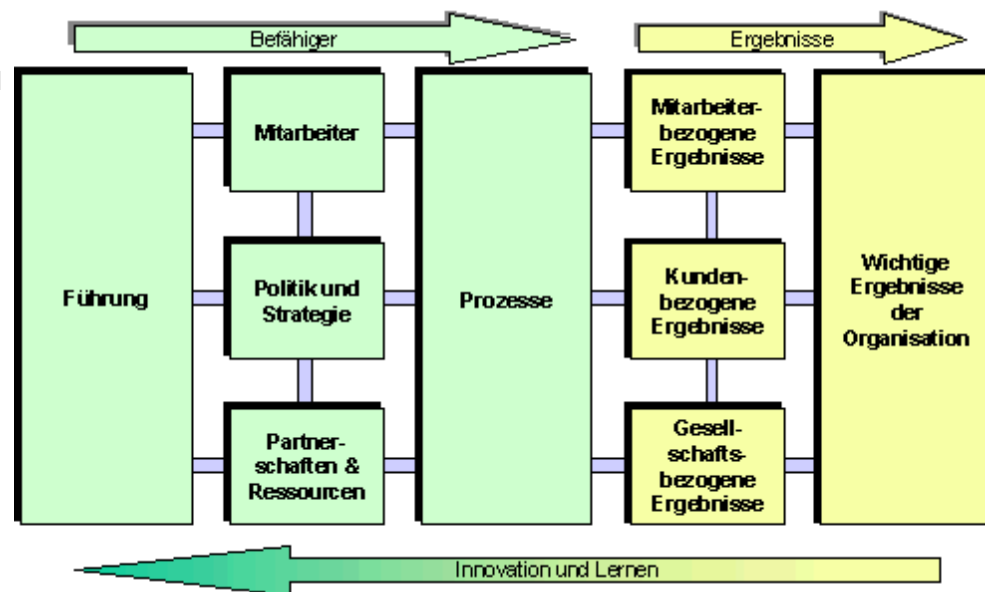 Befähiger
Ergebnisse
Führung
Mitarbeiter
Politik und
Strategie
Partner-
schaften &
Ressourcen
Prozesse
Mitarbeiter-
bezogene
Ergebnisse
Kunden-
bezogene
Ergebnisse
Gesell-
schafts-
bezogene
Ergebnisse
Wichtige
Ergebnisse
der
Organisation
Innovation und Lernen